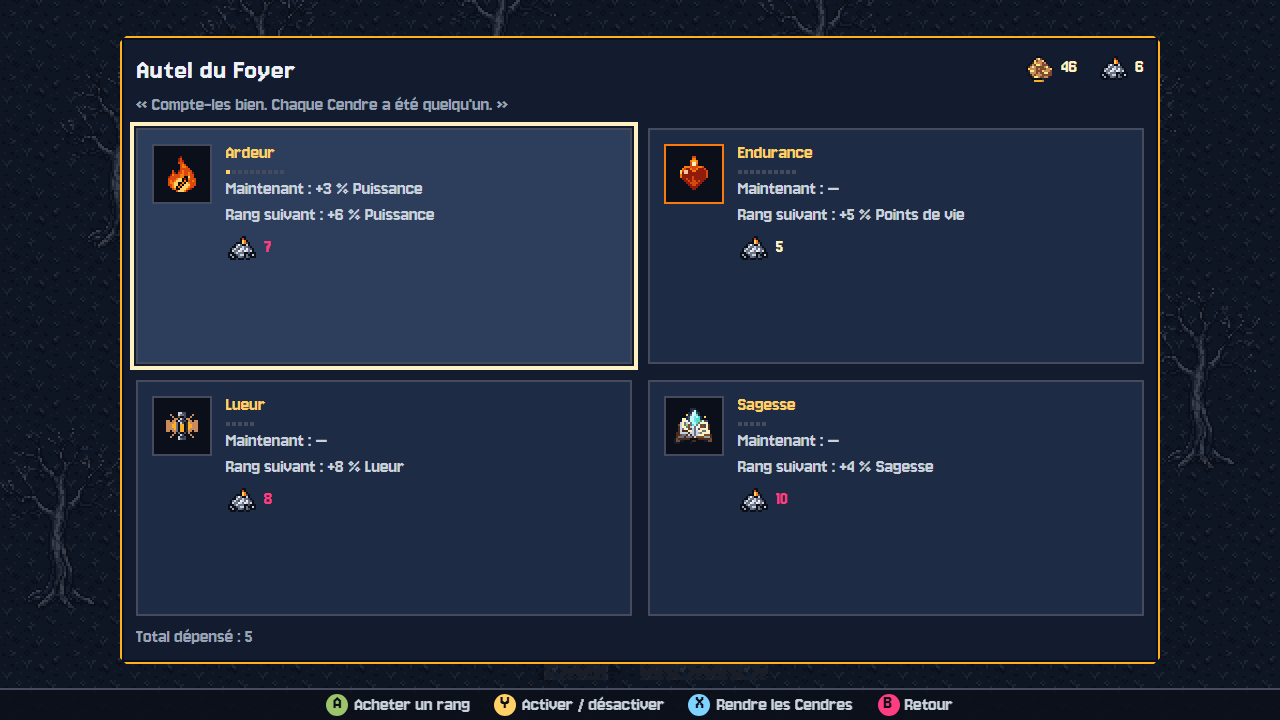 Autel du Foyer
46
6
« Compte-les bien. Chaque Cendre a été quelqu'un. »
Ardeur
Maintenant : +3 % Puissance
Rang suivant : +6 % Puissance
7
Endurance
Maintenant : —
Rang suivant : +5 % Points de vie
5
Lueur
Maintenant : —
Rang suivant : +8 % Lueur
8
Sagesse
Maintenant : —
Rang suivant : +4 % Sagesse
10
Total dépensé : 5
A Acheter un rang
Y Activer / désactiver
X Rendre les Cendres
B Retour